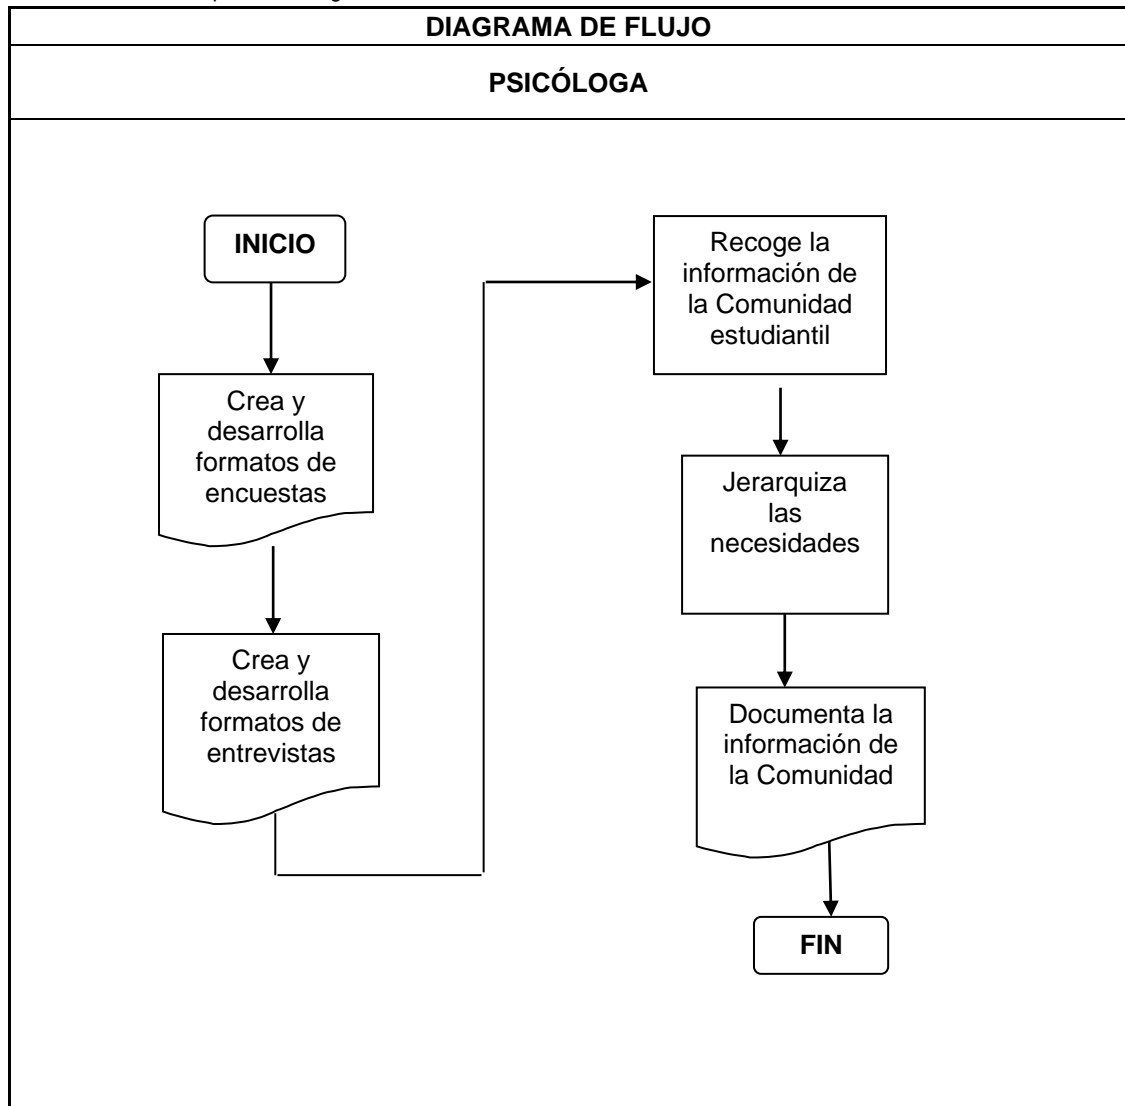 DIAGRAMA DE FLUJO
PSICÓLOGA
INICIO
Crea y
desarrolla
formatos de
encuestas
Crea y
desarrolla
formatos de
entrevistas
Recoge la
información de
la Comunidad
estudiantil
Jerarquiza
las
necesidades
Documenta la
información de
la Comunidad
FIN